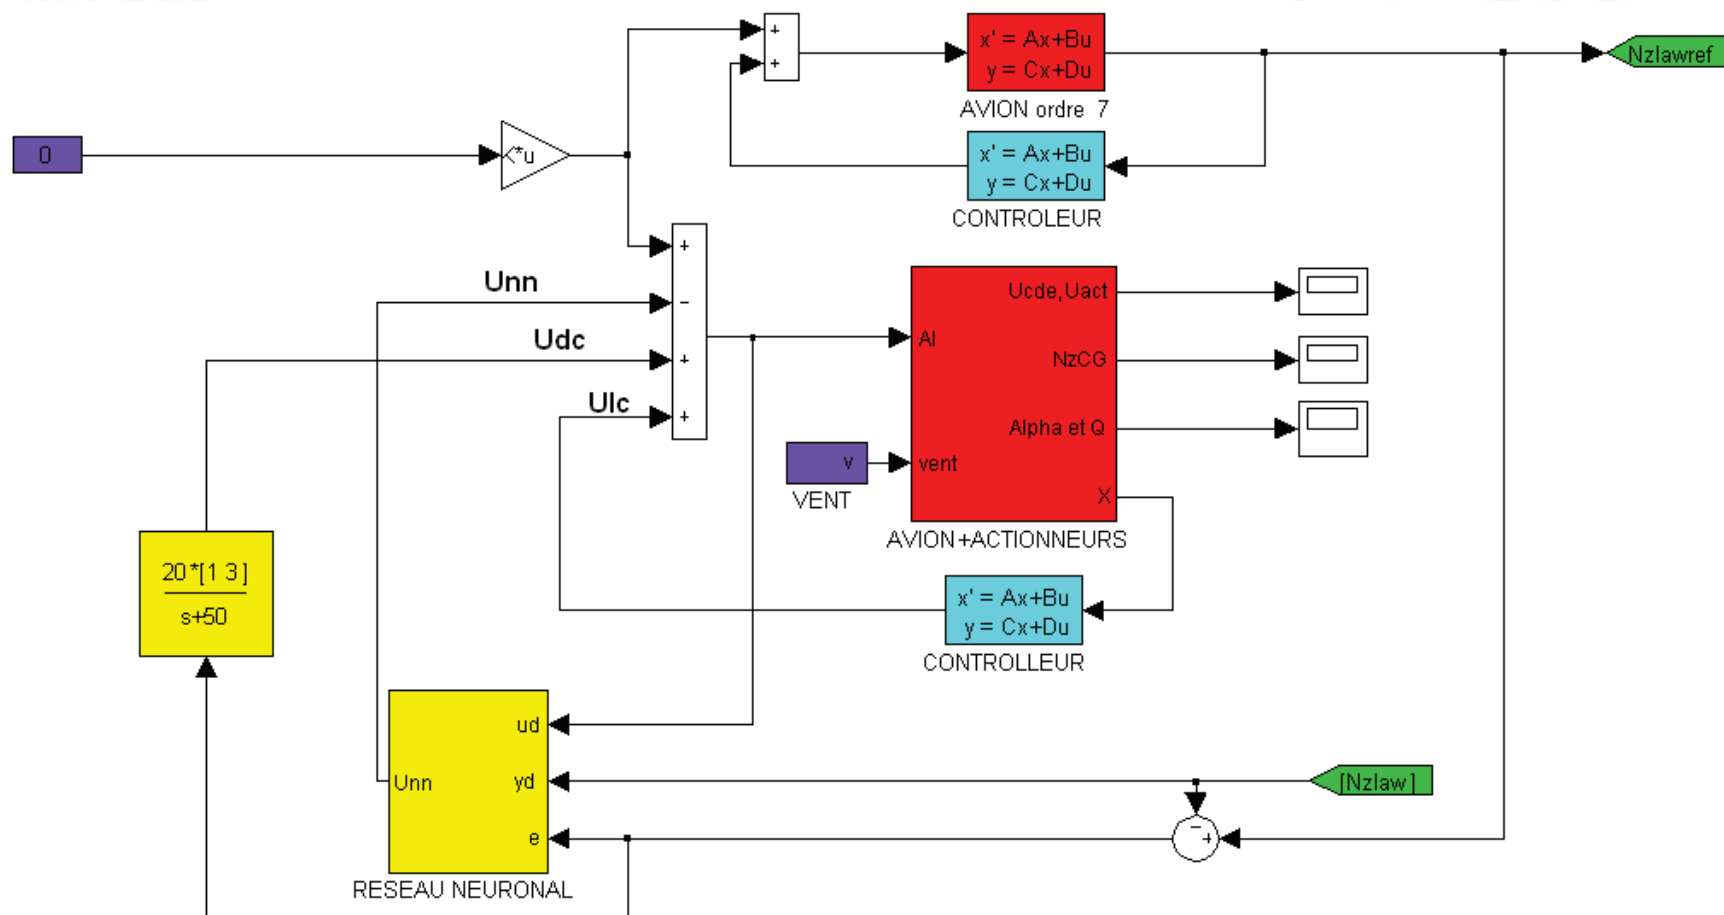 +
+
x' = Ax+Bu
y = Cx+Du
AVION ordre 7
Nzlawref
0
*u
x' = Ax+Bu
y = Cx+Du
CONTROLEUR
+
Unn
−
Udc
+
Ulc
+
Ucde,Uact
AI
NzCG
Alpha et Q
v
vent
VENT
X
AVION+ACTIONNEURS
20*[1 3]
s+50
x' = Ax+Bu
y = Cx+Du
CONTROLLEUR
ud
Unn
yd
[Nzlaw]
e
−
+
RESEAU NEURONAL